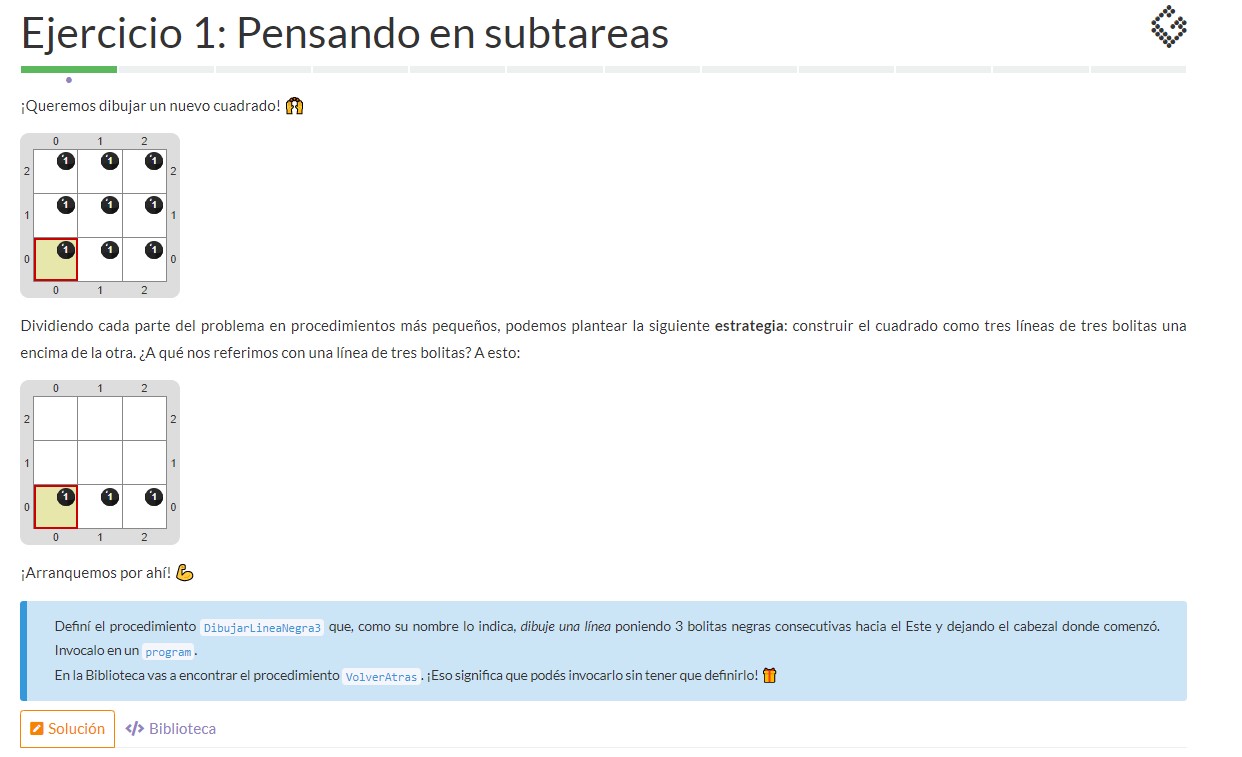 Ejercicio 1: Pensando en subtareas
¡Queremos dibujar un nuevo cuadrado!
0 1 2
2 1 1 1 2
1 1 1 1 1
0 1 1 1 0
0 1 2
Dividiendo cada parte del problema en procedimientos más pequeños, podemos plantear la siguiente estrategia: construir el cuadrado como tres líneas de tres bolitas una
encima de la otra. ¿A qué nos referimos con una línea de tres bolitas? A esto:
0 1 2
2 2
1 1
0 1 1 1 0
0 1 2
¡Arranquemos por ahí!
Definí el procedimiento DibujarLineaNegra3 que, como su nombre lo indica, dibuje una línea poniendo 3 bolitas negras consecutivas hacia el Este y dejando el cabezal donde comenzó.
Invocalo en un program.
En la Biblioteca vas a encontrar el procedimiento VolverAtras. ¡Eso significa que podés invocarlo sin tener que definirlo!
Solución </> Biblioteca